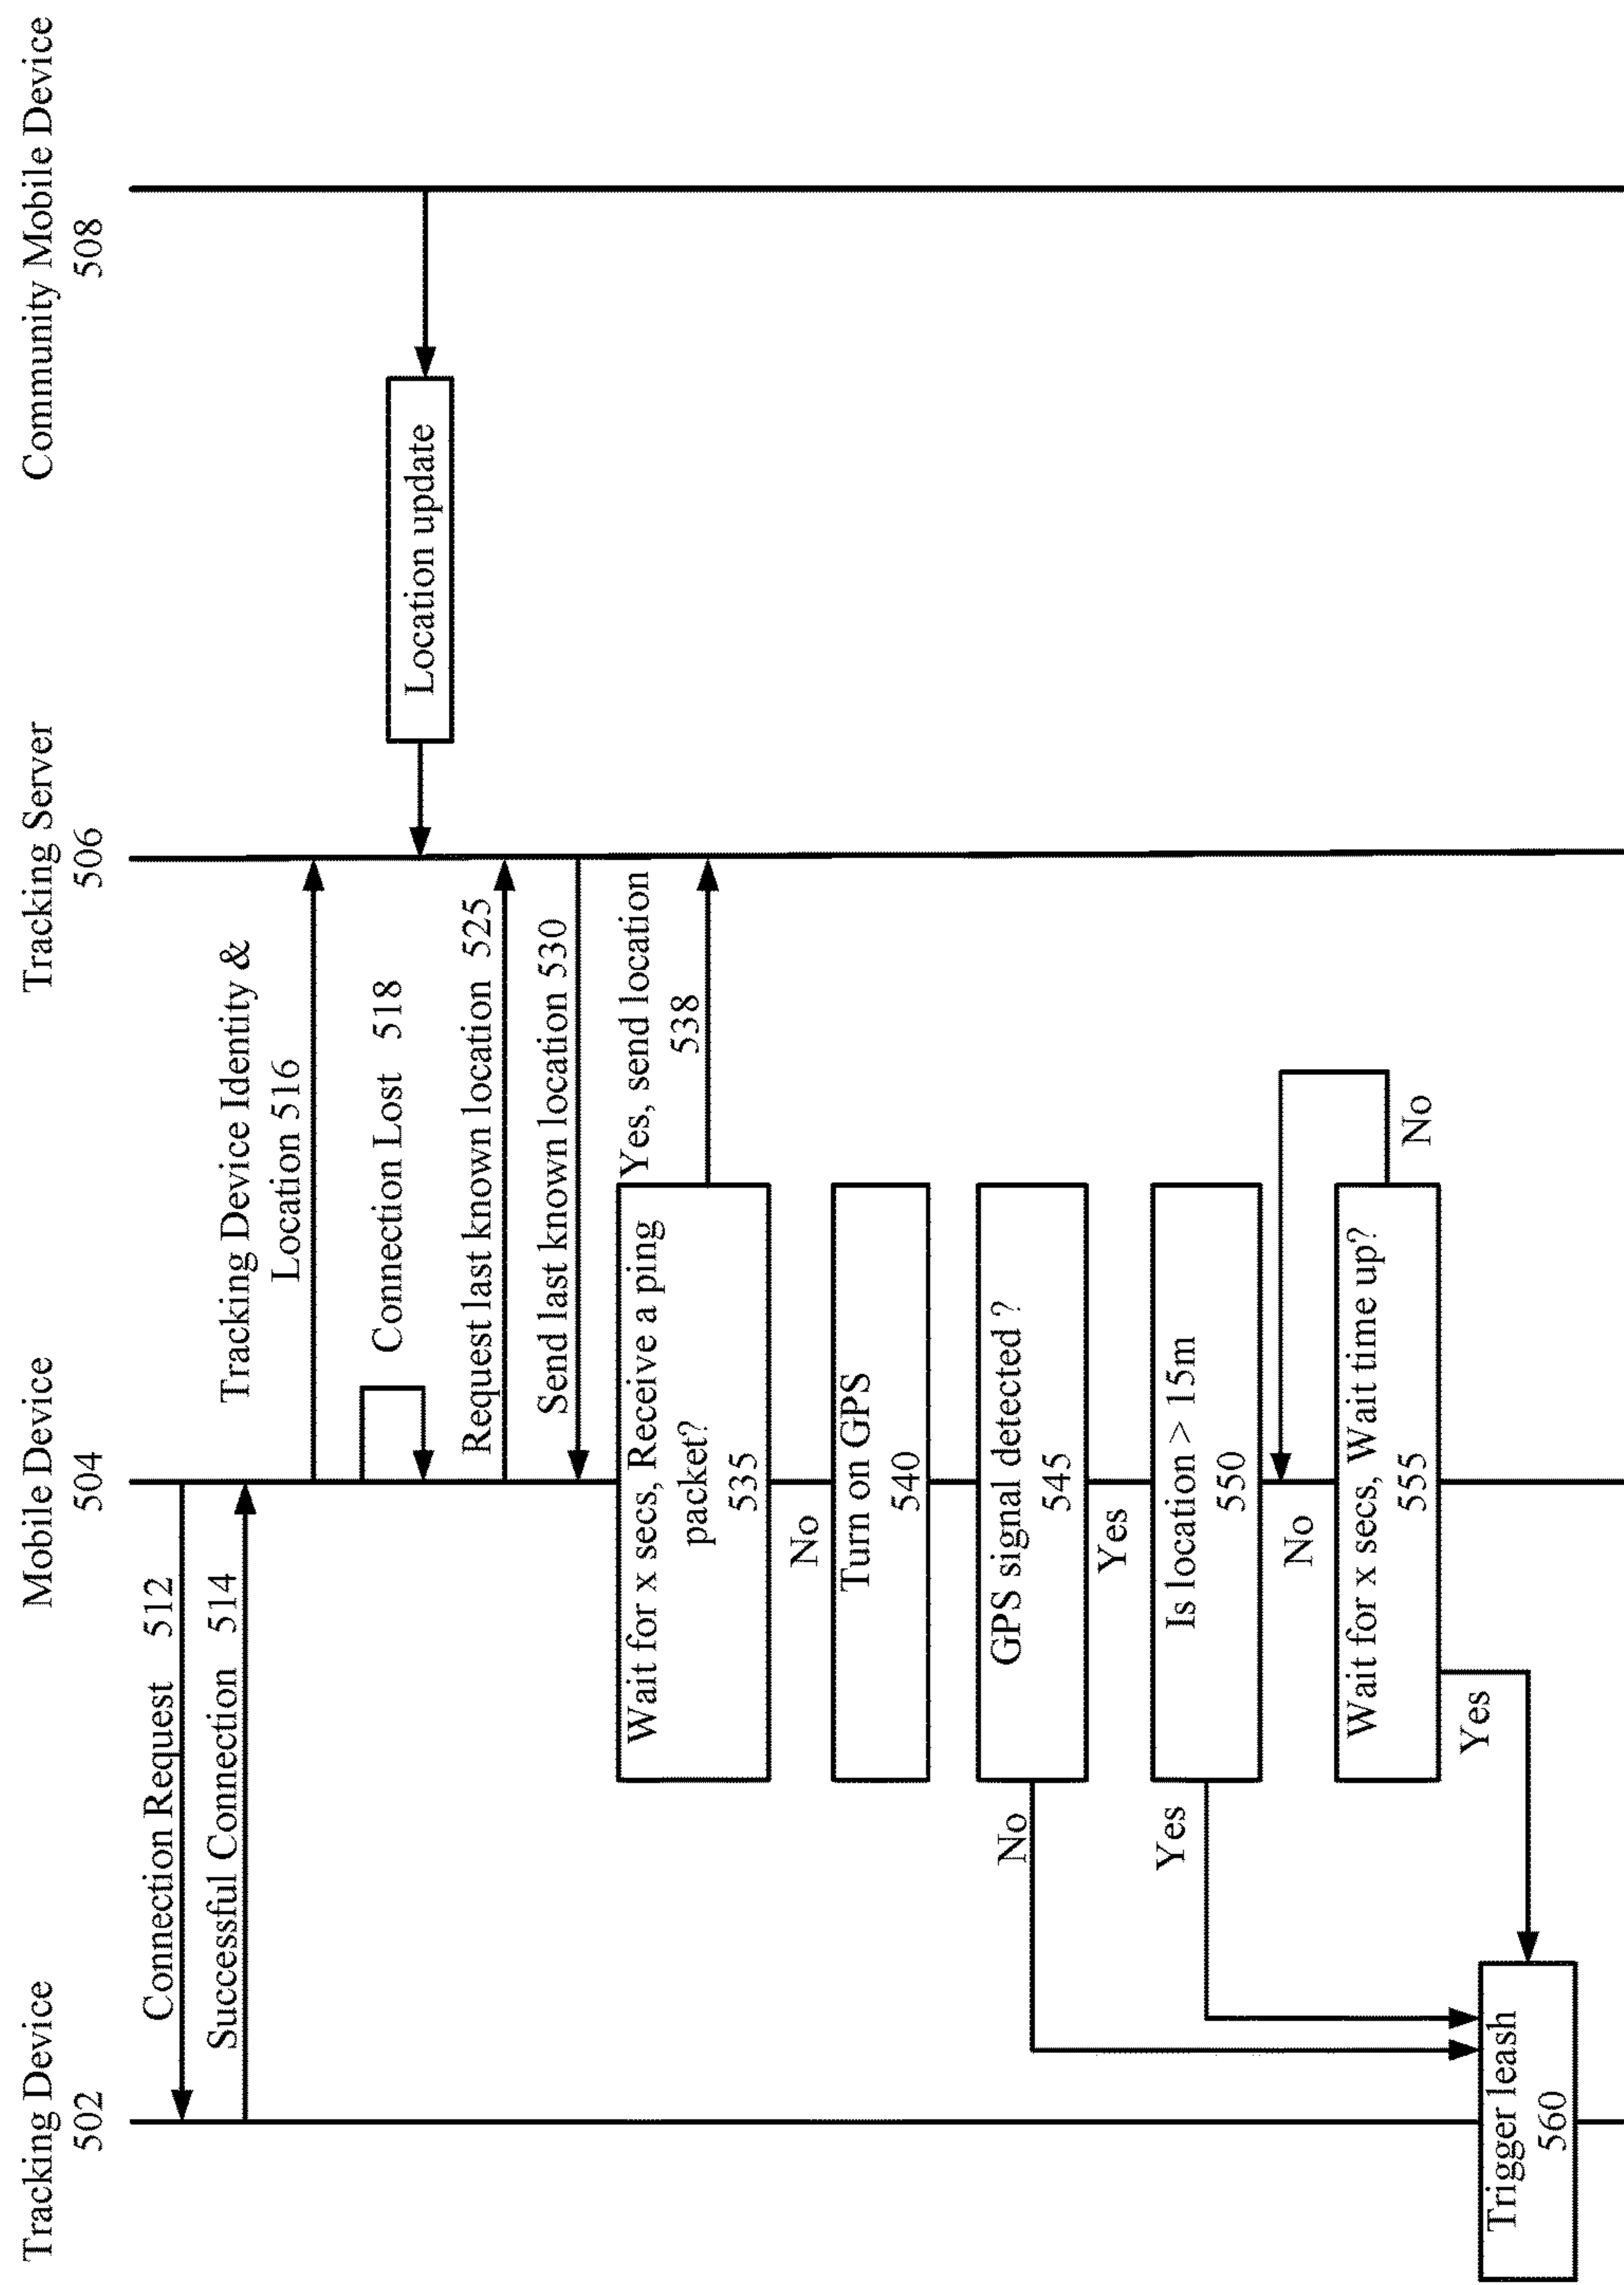 Tracking Device
502
Mobile Device
504
Tracking Server
506
Community Mobile Device
508
Connection Request 512
Successful Connection 514
Tracking Device Identity &
Location 516
Connection Lost 518
Location update
Request last known location 525
Send last known location 530
Wait for x secs, Receive a ping
packet?
535
Yes, send location
538
No
Turn on GPS
540
GPS signal detected ?
545
No
Yes
Is location > 15m
550
Yes
No
Wait for x secs, Wait time up?
555
No
Yes
Trigger leash
560